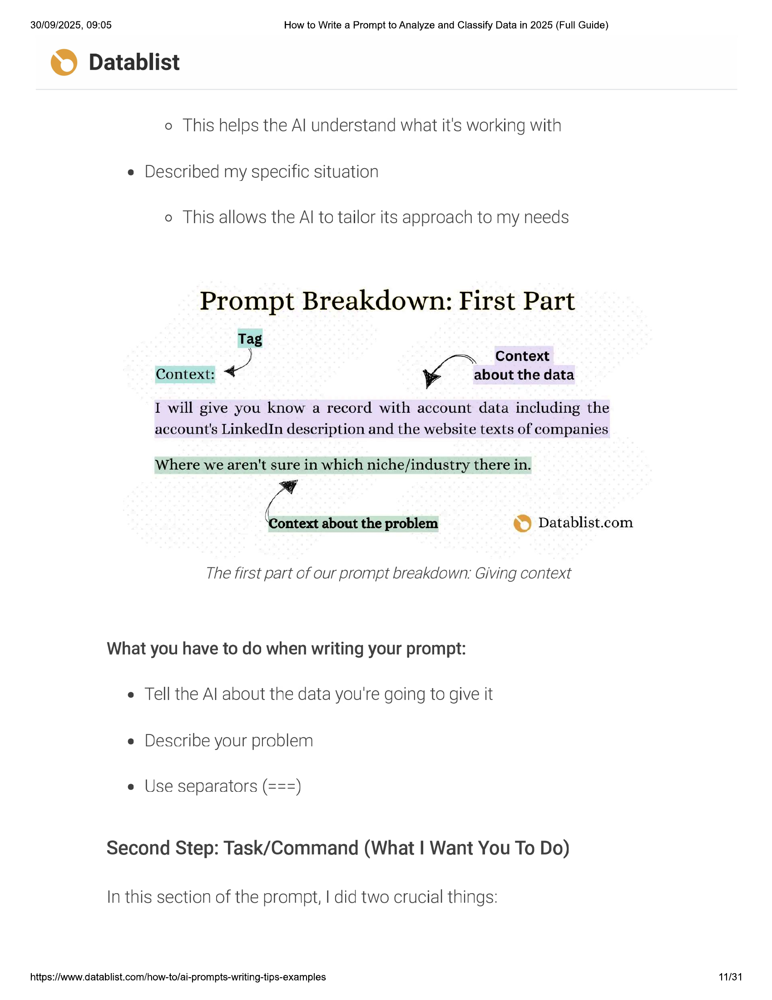 30/09/2025, 09:05
How to Write a Prompt to Analyze and Classify Data in 2025 (Full Guide)
Datablist
This helps the AI understand what it's working with
Described my specific situation
This allows the AI to tailor its approach to my needs
Prompt Breakdown: First Part
Tag
Context:
Context
about the data
I will give you know a record with account data including the
account's LinkedIn description and the website texts of companies
Where we aren't sure in which niche/industry there in.
Context about the problem
Datablist.com
The first part of our prompt breakdown: Giving context
What you have to do when writing your prompt:
Tell the AI about the data you're going to give it
Describe your problem
Use separators (===)
Second Step: Task/Command (What I Want You To Do)
In this section of the prompt, I did two crucial things:
https://www.datablist.com/how-to/ai-prompts-writing-tips-examples
11/31